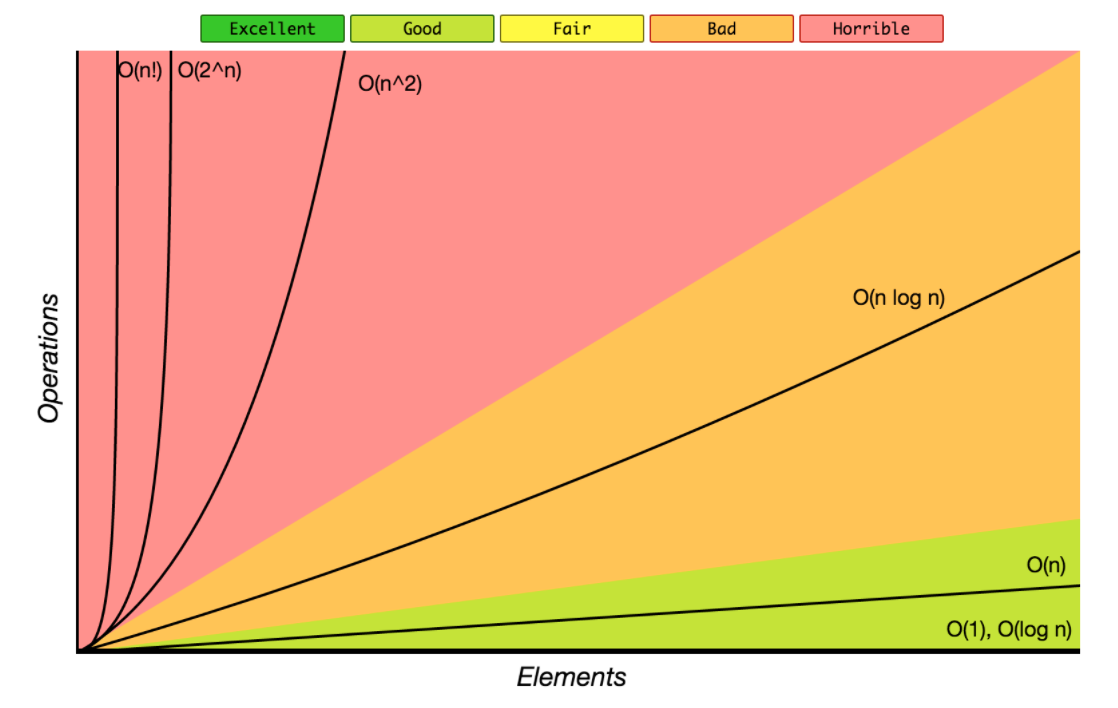 Excellent Good Fair Bad Horrible
O(n!) O(2^n)
O(n^2)
O(n log n)
Operations
O(n)
O(1), O(log n)
Elements